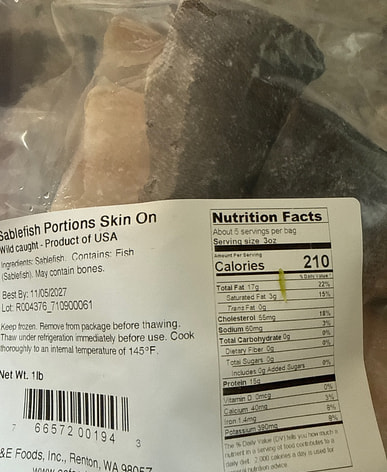 Sablefish Portions Skin On
Wild caught - Product of USA
Ingredients: Sablefish. Contains: Fish
(Sablefish). May contain bones.
Best By: 11/05/2027
Lot: R004376_710900061
Keep frozen. Remove from package before thawing.
Thaw under refrigeration immediately before use. Cook
thoroughly to an internal temperature of 145°F.
Net Wt. 1lb
7 66572 00194 3
&E Foods, Inc., Renton, WA 98057
Nutrition Facts
About 5 servings per bag
Serving size 3oz
Amount Per Serving
Calories 210
% Daily Value*
Total Fat 17g 22%
Saturated Fat 3g 15%
Trans Fat 0g
Cholesterol 55mg 18%
Sodium 60mg 3%
Total Carbohydrate 0g 0%
Dietary Fiber 0g 0%
Total Sugars 0g
Includes 0g Added Sugars 0%
Protein 15g
Vitamin D 0mcg 0%
Calcium 40mg 3%
Iron 1.4mg 8%
Potassium 390mg 8%
The % Daily Value (DV) tells you how much a
nutrient in a serving of food contributes to a
daily diet. 2,000 calories a day is used for
nutrition advice.